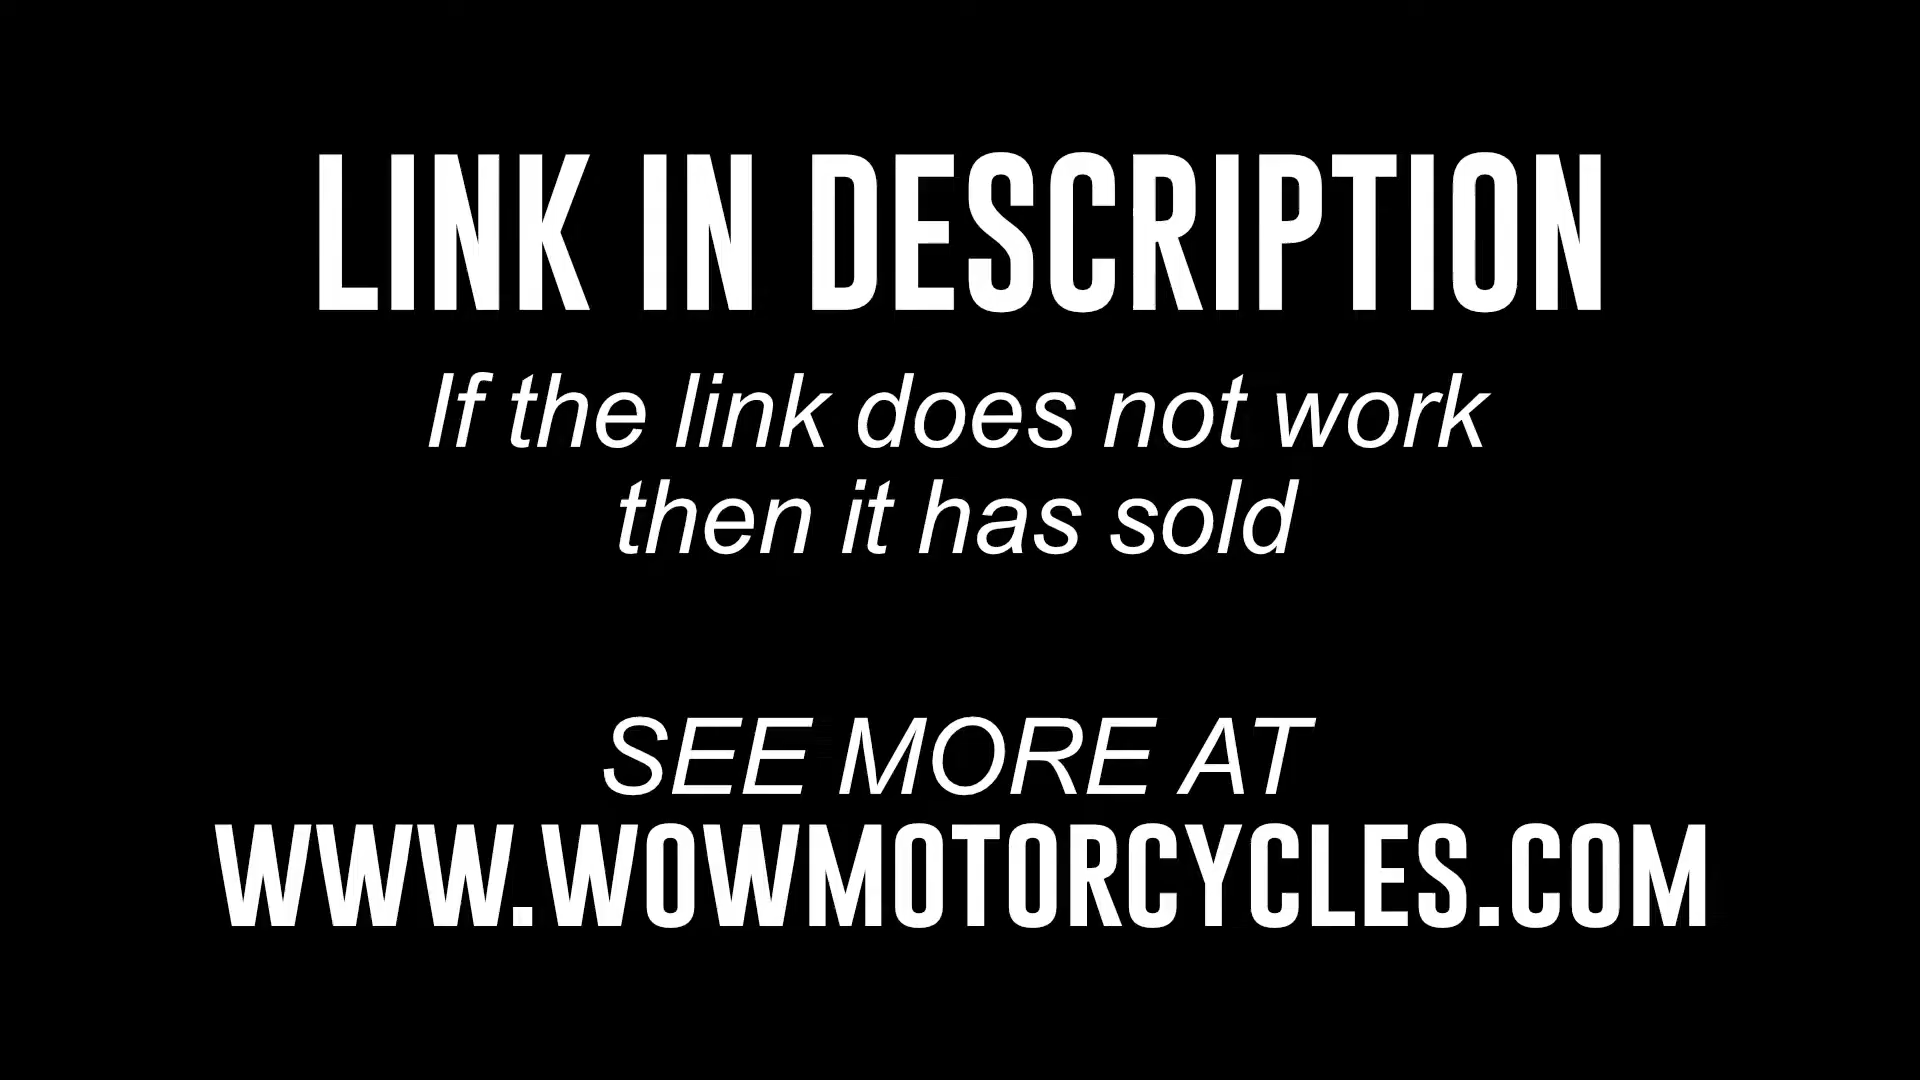 LINK IN DESCRIPTION
If the link does not work
then it has sold
SEE MORE AT
WWW.WOWMOTORCYCLES.COM